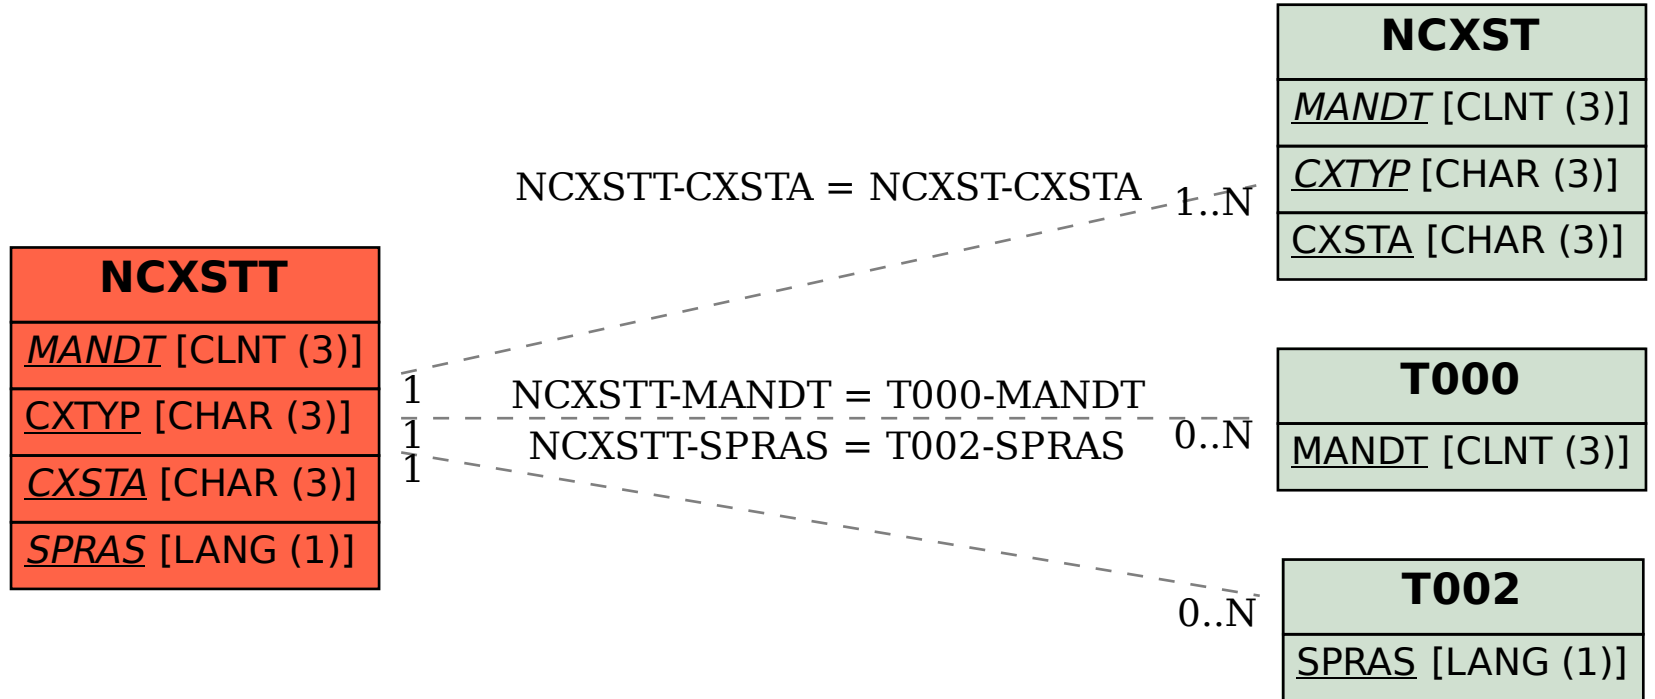 NCXST
MANDT [CLNT (3)]
CXTYP [CHAR (3)]
CXSTA [CHAR (3)]
NCXSTT-CXSTA = NCXST-CXSTA
1..N
NCXSTT
MANDT [CLNT (3)]
CXTYP [CHAR (3)]
CXSTA [CHAR (3)]
SPRAS [LANG (1)]
1
1
1
NCXSTT-MANDT = T000-MANDT
NCXSTT-SPRAS = T002-SPRAS
0..N
0..N
T000
MANDT [CLNT (3)]
T002
SPRAS [LANG (1)]